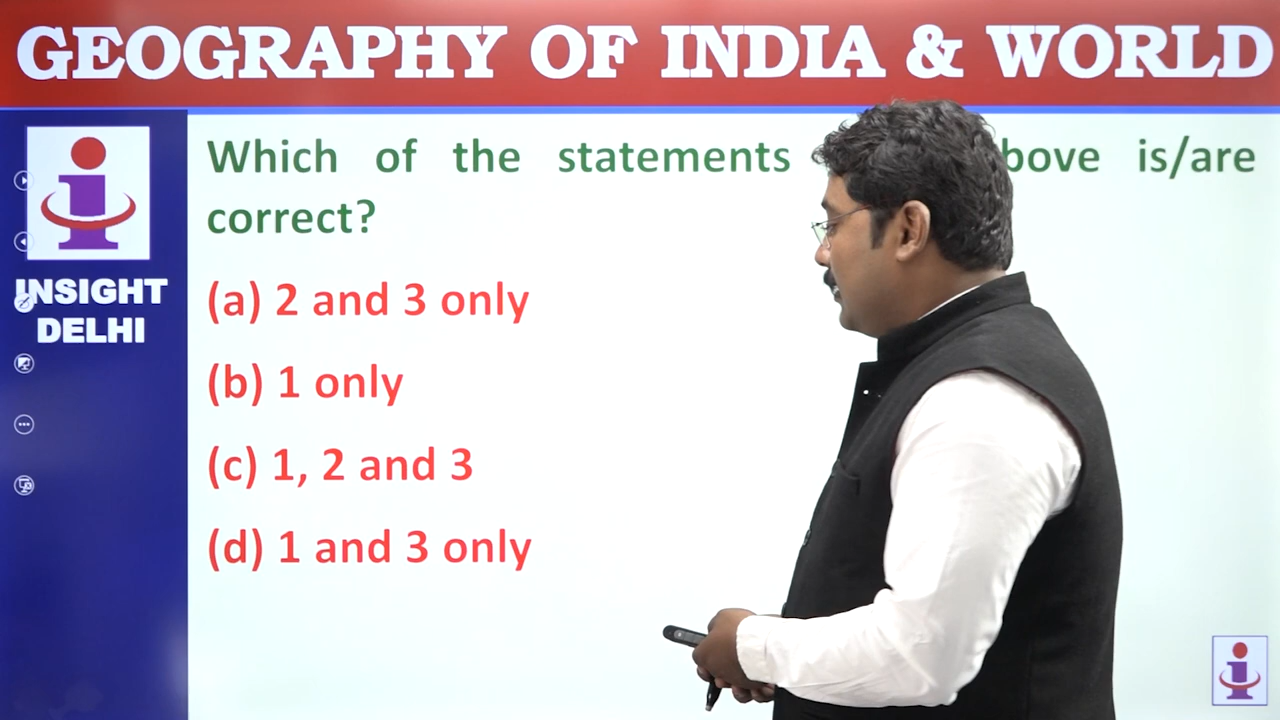 GEOGRAPHY OF INDIA & WORLD
Which of the statements bove is/are
correct?
(a) 2 and 3 only
(b) 1 only
(c) 1, 2 and 3
(d) 1 and 3 only
INSIGHT
DELHI